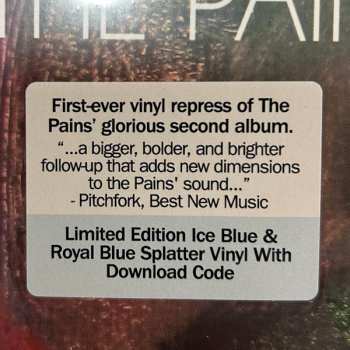 THE PAI
First-ever vinyl repress of The
Pains' glorious second album.
“...a bigger, bolder, and brighter
follow-up that adds new dimensions
to the Pains' sound...”
- Pitchfork, Best New Music
Limited Edition Ice Blue &
Royal Blue Splatter Vinyl With
Download Code